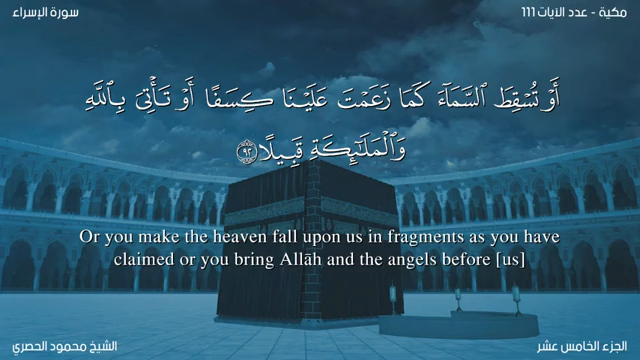 سورة الإسراء
مكية - عدد الآيات 111
أَوْ تُسْقِطَ ٱلسَّمَآءَ كَمَا زَعَمْتَ عَلَيْنَا كِسَفًا أَوْ تَأْتِىَ بِٱللَّهِ
وَٱلْمَلَـٰٓئِكَةِ قَبِيلًا ٩٢
Or you make the heaven fall upon us in fragments as you have
claimed or you bring Allāh and the angels before [us]
الشيخ محمود الحصري
الجزء الخامس عشر